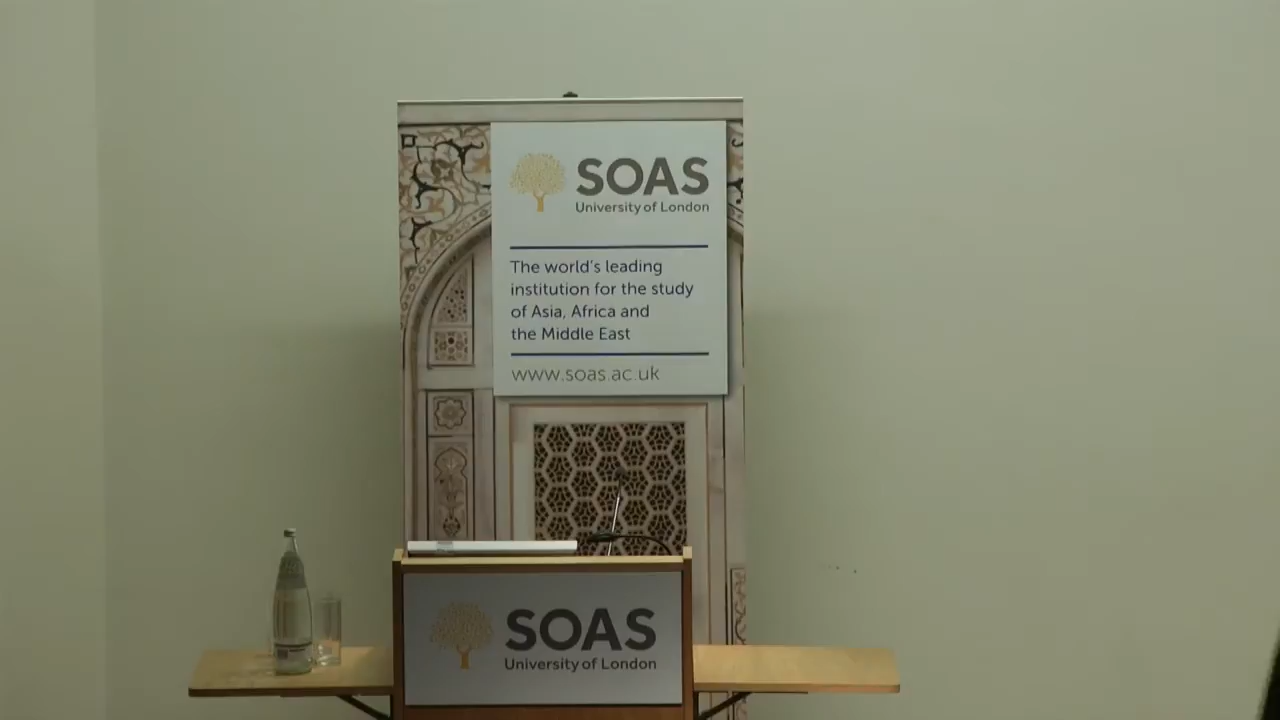 SOAS
University of London
The world's leading
institution for the study
of Asia, Africa and
the Middle East
www.soas.ac.uk
SOAS
University of London